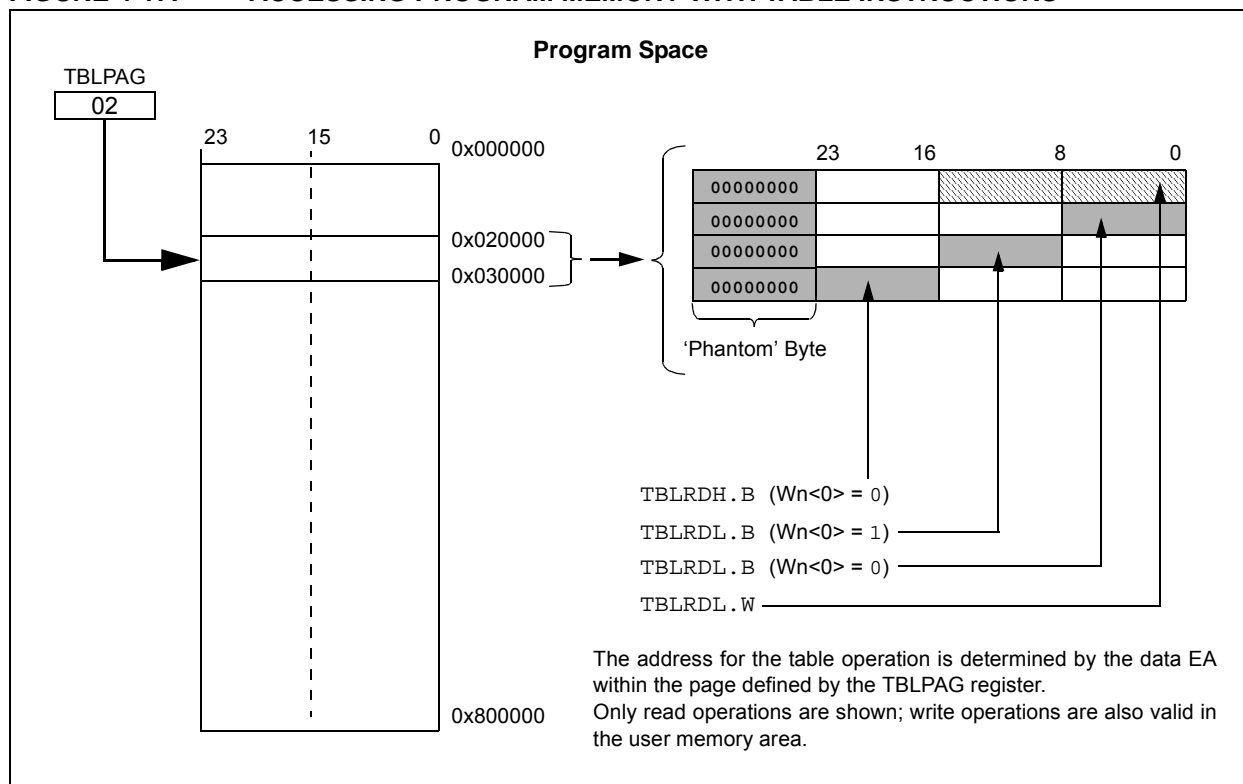 Program Space
TBLPAG
02
23 15 0
0x000000
0x020000
0x030000
0x800000
23 16 8 0
00000000
00000000
00000000
00000000
‘Phantom’ Byte
TBLRDH.B (Wn<0> = 0)
TBLRDL.B (Wn<0> = 1)
TBLRDL.B (Wn<0> = 0)
TBLRDL.W
The address for the table operation is determined by the data EA
within the page defined by the TBLPAG register.
Only read operations are shown; write operations are also valid in
the user memory area.